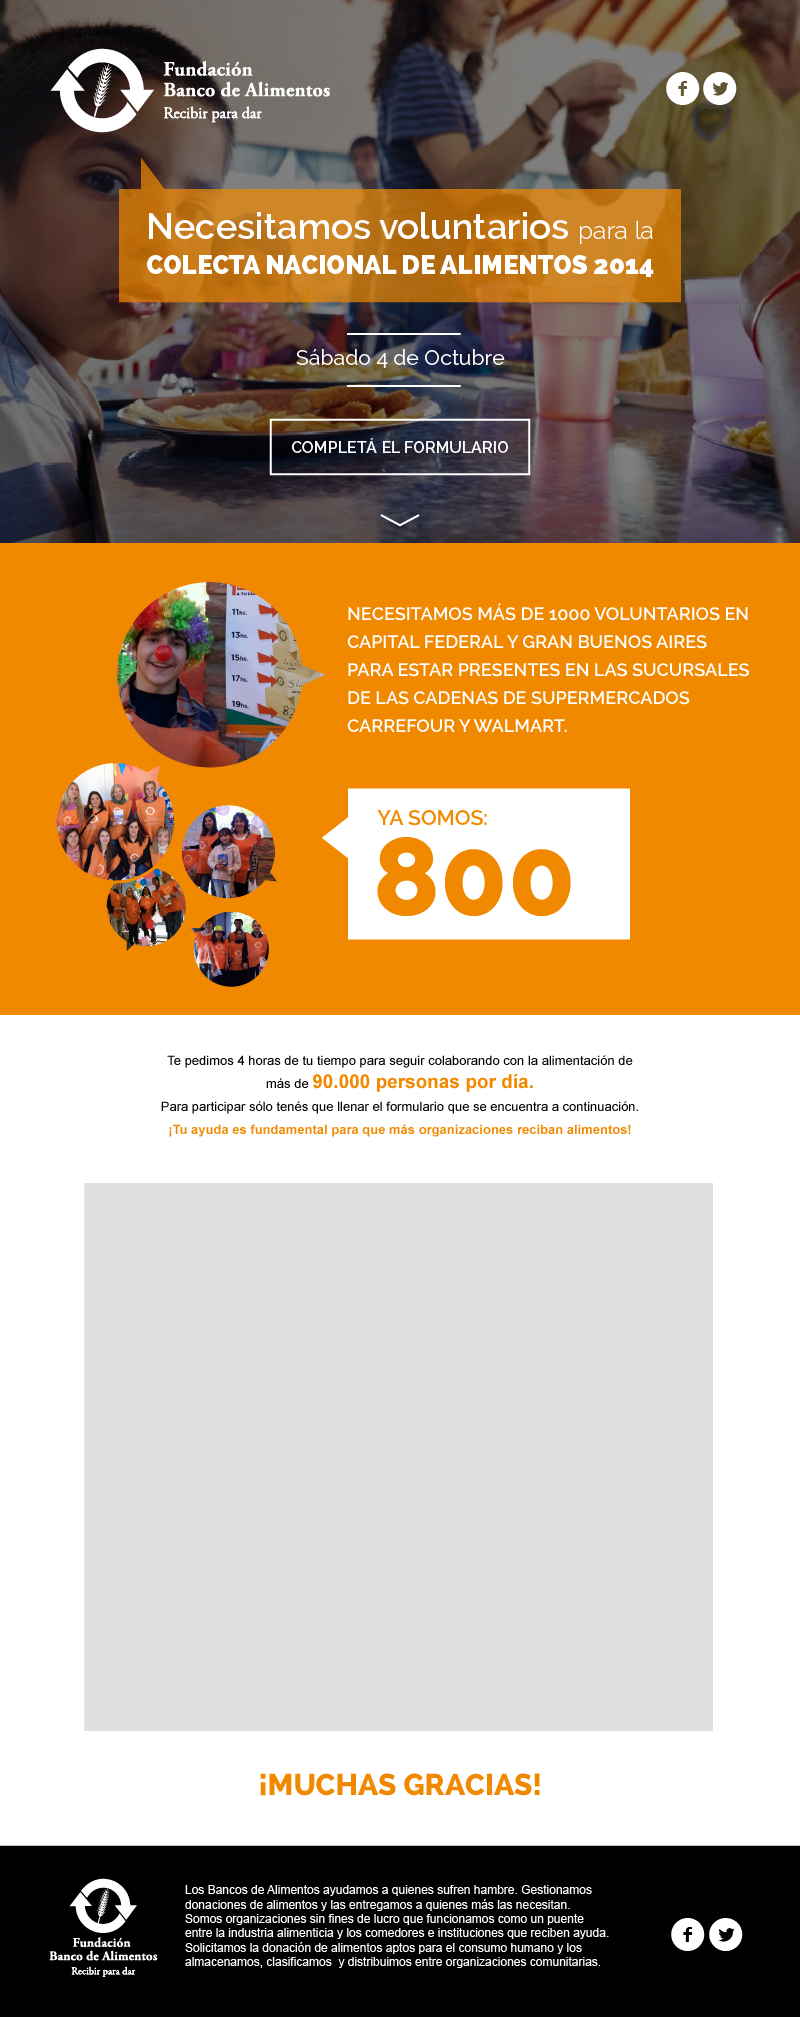 Fundación
Banco de Alimentos
Recibir para dar
Necesitamos voluntarios para la
COLECTA NACIONAL DE ALIMENTOS 2014
Sábado 4 de Octubre
COMPLETÁ EL FORMULARIO
11hs.
13hs.
15hs.
17hs.
19hs.
NECESITAMOS MÁS DE 1000 VOLUNTARIOS EN
CAPITAL FEDERAL Y GRAN BUENOS AIRES
PARA ESTAR PRESENTES EN LAS SUCURSALES
DE LAS CADENAS DE SUPERMERCADOS
CARREFOUR Y WALMART.
YA SOMOS:
800
Te pedimos 4 horas de tu tiempo para seguir colaborando con la alimentación de
más de 90.000 personas por día.
Para participar sólo tenés que llenar el formulario que se encuentra a continuación.
¡Tu ayuda es fundamental para que más organizaciones reciban alimentos!
¡MUCHAS GRACIAS!
Fundación
Banco de Alimentos
Recibir para dar
Los Bancos de Alimentos ayudamos a quienes sufren hambre. Gestionamos
donaciones de alimentos y las entregamos a quienes más las necesitan.
Somos organizaciones sin fines de lucro que funcionamos como un puente
entre la industria alimenticia y los comedores e instituciones que reciben ayuda.
Solicitamos la donación de alimentos aptos para el consumo humano y los
almacenamos, clasificamos  y distribuimos entre organizaciones comunitarias.